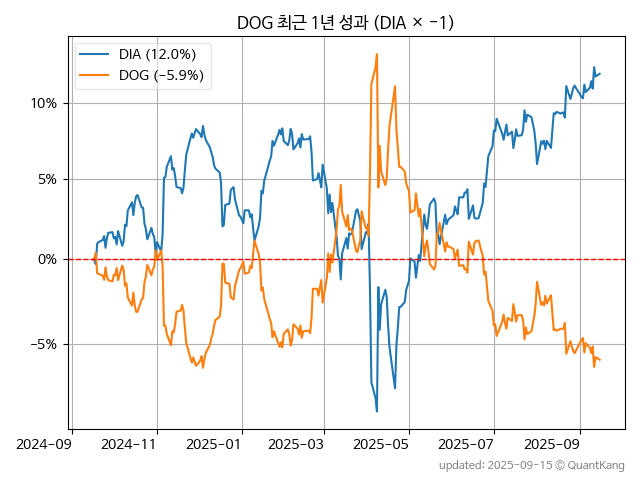 DOG 최근 1년 성과 (DIA × −1)
DIA (12.0%)
DOG (−5.9%)
10%
5%
0%
−5%
2024-09 2024-11 2025-01 2025-03 2025-05 2025-07 2025-09
updated: 2025-09-15 © QuantKang